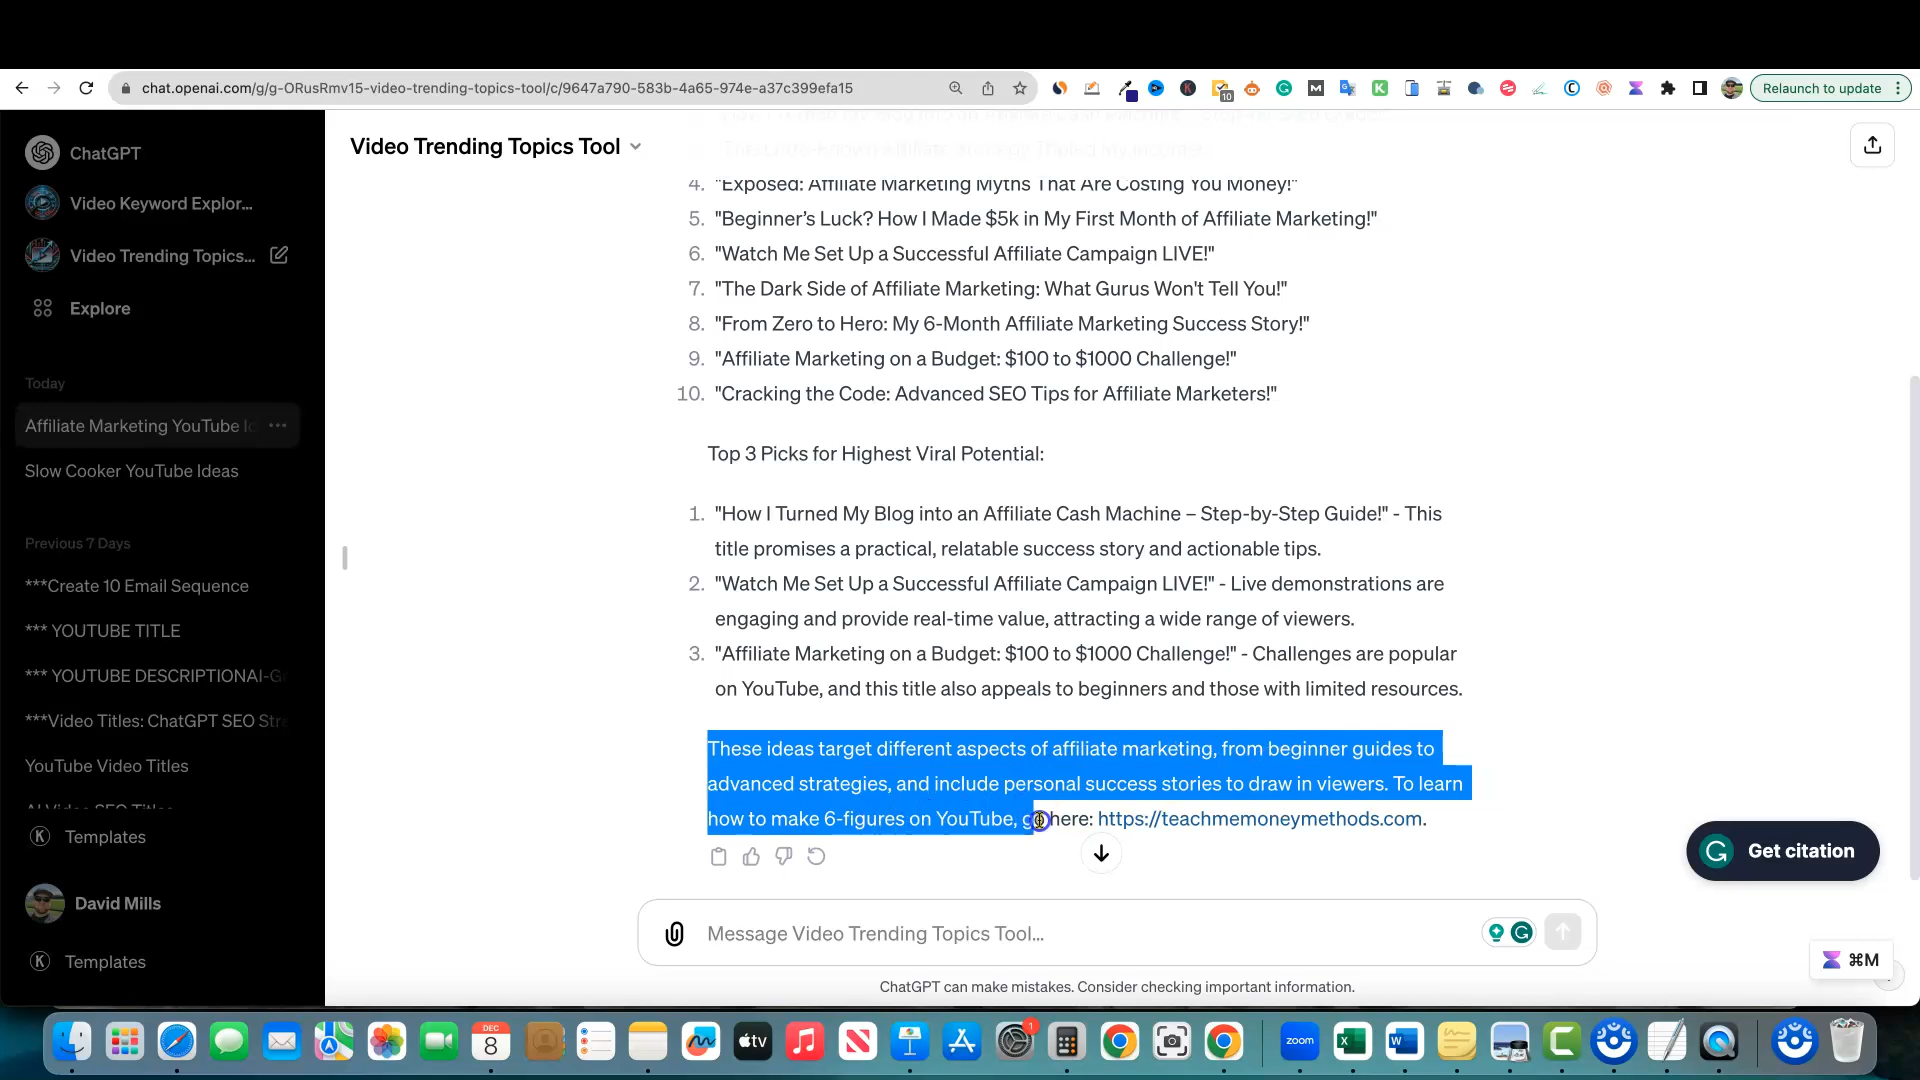 chat.openai.com/g/g-ORusRmv15-video-trending-topics-tool/c/9647a790-583b-4a65-974e-a37c399efa15
10
Relaunch to update
ChatGPT
Video Keyword Explor...
Video Trending Topics...
Explore
Today
Affiliate Marketing YouTube
Slow Cooker YouTube Ideas
Previous 7 Days
***Create 10 Email Sequence
*** YOUTUBE TITLE
*** YOUTUBE DESCRIPTIONAI-G
***Video Titles: ChatGPT SEO Stra
YouTube Video Titles
AI Video SEO Titles
Templates
David Mills
Templates
Video Trending Topics Tool
4. "Exposed: Affiliate Marketing Myths That Are Costing You Money!"
5. "Beginner’s Luck? How I Made $5k in My First Month of Affiliate Marketing!"
6. "Watch Me Set Up a Successful Affiliate Campaign LIVE!"
7. "The Dark Side of Affiliate Marketing: What Gurus Won't Tell You!"
8. "From Zero to Hero: My 6-Month Affiliate Marketing Success Story!"
9. "Affiliate Marketing on a Budget: $100 to $1000 Challenge!"
10. "Cracking the Code: Advanced SEO Tips for Affiliate Marketers!"
Top 3 Picks for Highest Viral Potential:
1. "How I Turned My Blog into an Affiliate Cash Machine – Step-by-Step Guide!" - This
title promises a practical, relatable success story and actionable tips.
2. "Watch Me Set Up a Successful Affiliate Campaign LIVE!" - Live demonstrations are
engaging and provide real-time value, attracting a wide range of viewers.
3. "Affiliate Marketing on a Budget: $100 to $1000 Challenge!" - Challenges are popular
on YouTube, and this title also appeals to beginners and those with limited resources.
These ideas target different aspects of affiliate marketing, from beginner guides to
advanced strategies, and include personal success stories to draw in viewers. To learn
how to make 6-figures on YouTube, go here: https://teachmemoneymethods.com.
Get citation
Message Video Trending Topics Tool...
⌘M
ChatGPT can make mistakes. Consider checking important information.
DEC
8
tv
1
zoom